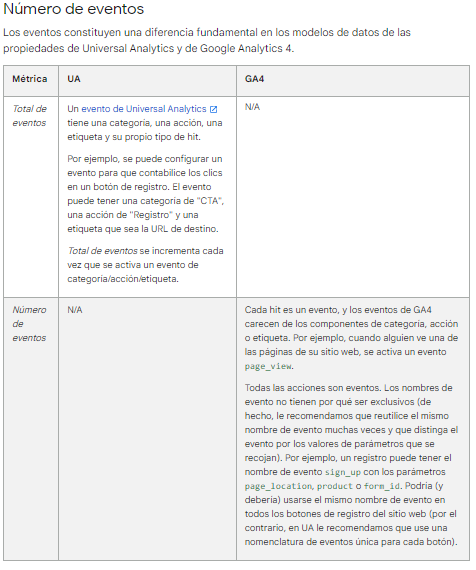 Número de eventos
Los eventos constituyen una diferencia fundamental en los modelos de datos de las
propiedades de Universal Analytics y de Google Analytics 4.
Métrica
UA
GA4
Total de
eventos
Un evento de Universal Analytics
tiene una categoría, una acción, una
etiqueta y su propio tipo de hit.
Por ejemplo, se puede configurar un
evento para que contabilice los clics
en un botón de registro. El evento
puede tener una categoría de "CTA",
una acción de "Registro" y una
etiqueta que sea la URL de destino.
Total de eventos se incrementa cada
vez que se activa un evento de
categoría/acción/etiqueta.
N/A
Número
de
eventos
N/A
Cada hit es un evento, y los eventos de GA4
carecen de los componentes de categoría, acción
o etiqueta. Por ejemplo, cuando alguien ve una de
las páginas de su sitio web, se activa un evento
page_view.
Todas las acciones son eventos. Los nombres de
evento no tienen por qué ser exclusivos (de
hecho, le recomendamos que reutilice el mismo
nombre de evento muchas veces y que distinga el
evento por los valores de parámetros que se
recojan). Por ejemplo, un registro puede tener el
nombre de evento sign_up con los parámetros
page_location, product o form_id. Podría (y
debería) usarse el mismo nombre de evento en
todos los botones de registro del sitio web (por el
contrario, en UA le recomendamos que use una
nomenclatura de eventos única para cada botón).